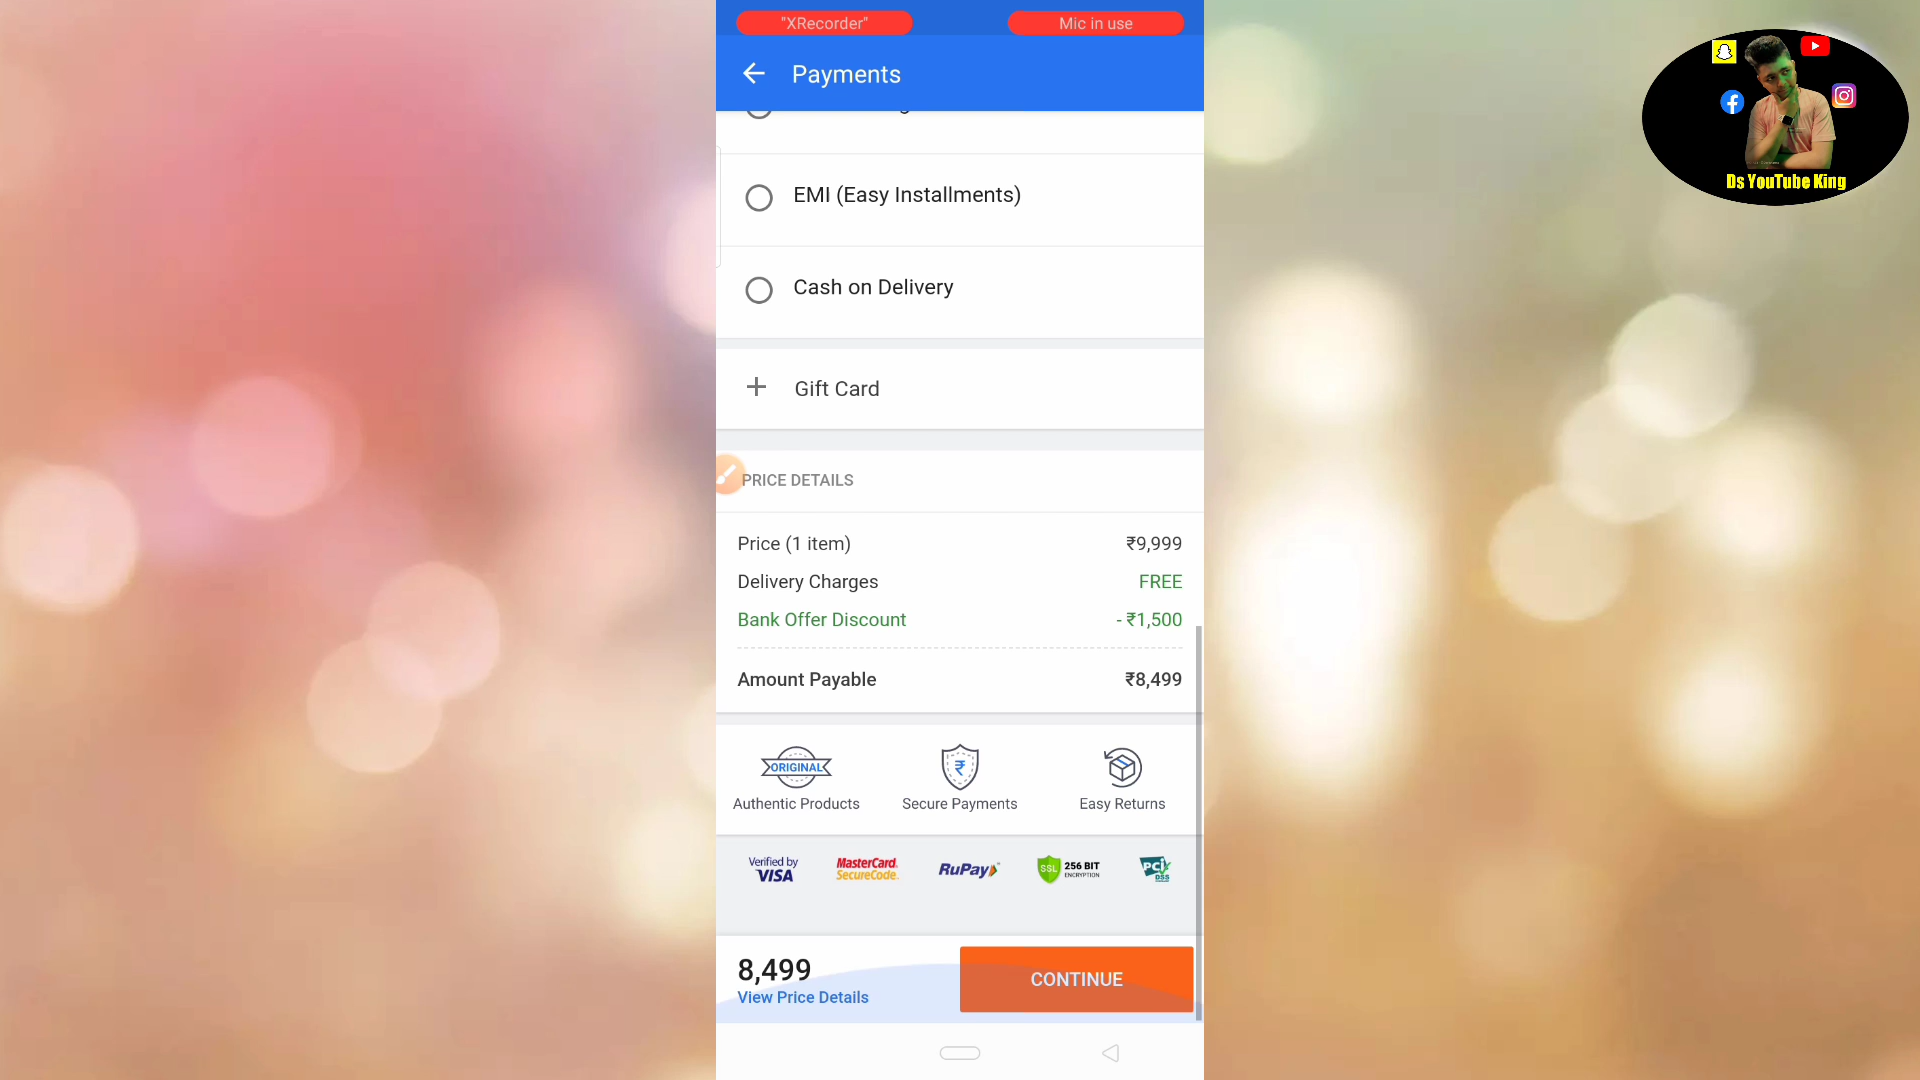 "XRecorder"
Mic in use
Payments
EMI (Easy Installments)
Cash on Delivery
Gift Card
PRICE DETAILS
Price (1 item) ₹9,999
Delivery Charges FREE
Bank Offer Discount - ₹1,500
Amount Payable ₹8,499
ORIGINAL
₹
Authentic Products Secure Payments Easy Returns
Verified by
VISA
MasterCard.
SecureCode.
RuPay
SSL
256 BIT
ENCRYPTION
PCI
DSS
8,499
View Price Details
CONTINUE
Ds YouTube King